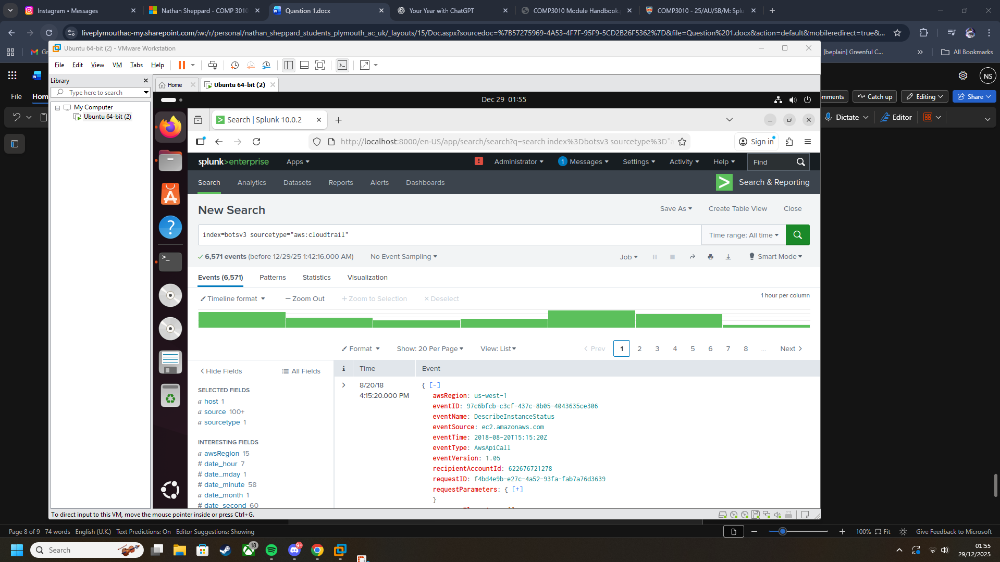 Instagram • Messages
Nathan Sheppard - COMP 3010
Question 1.docx
Your Year with ChatGPT
COMP3010 Module Handbook.
COMP3010 - 25/AU/SB/M: Splu
liveplymouthac-my.sharepoint.com/:w:/r/personal/nathan_sheppard_students_plymouth_ac_uk/_layouts/15/Doc.aspx?sourcedoc=%7B57275969-4A53-4F7F-95F9-5CD2B26F5362%7D&file=Question%201.docx&action=default&mobileredirect=true&...
[beplain] Greenful C...
All Bookmarks
Ubuntu 64-bit (2) - VMware Workstation
File Edit View VM Tabs Help
Library
Home
Ubuntu 64-bit (2)
Type here to search
My Computer
Ubuntu 64-bit (2)
Dec 29 01:55
NS
File
Catch up
Editing
Share
Dictate
Editor
Search | Splunk 10.0.2
http://localhost:8000/en-US/app/search/search?q=search index%3Dbotsv3 sourcetype%3D"a
Sign in
splunk>enterprise
Apps
Administrator
1 Messages
Settings
Activity
Help
Find
Search
Analytics
Datasets
Reports
Alerts
Dashboards
Search & Reporting
New Search
Save As
Create Table View
Close
index=botsv3 sourcetype="aws:cloudtrail"
Time range: All time
6,571 events (before 12/29/25 1:42:16.000 AM)
No Event Sampling
Job
Smart Mode
Events (6,571)
Patterns
Statistics
Visualization
Timeline format
Zoom Out
Zoom to Selection
Deselect
1 hour per column
Format
Show: 20 Per Page
View: List
Prev
1 2 3 4 5 6 7 8 ...
Next
Hide Fields
All Fields
i Time Event
SELECTED FIELDS
a host 1
a source 100+
a sourcetype 1
INTERESTING FIELDS
a awsRegion 15
# date_hour 7
# date_mday 1
# date_minute 58
a date_month 1
# date_second 60
8/20/18
4:15:20.000 PM
{ [-]
awsRegion: us-west-1
eventID: 97c6bfcb-c3cf-437c-8b05-4043635ce306
eventName: DescribeInstanceStatus
eventSource: ec2.amazonaws.com
eventTime: 2018-08-20T15:15:20Z
eventType: AwsApiCall
eventVersion: 1.05
recipientAccountId: 622676721278
requestID: f4bd4e9b-e27c-4a52-93fa-fab7a76d3639
requestParameters: { [+]
}
To direct input to this VM, move the mouse pointer inside or press Ctrl+G.
Page 8 of 9
74 words
English (U.K.)
Text Predictions: On
Editor Suggestions: Showing
100%
Fit
Give Feedback to Microsoft
Search
18
9+
01:55
29/12/2025